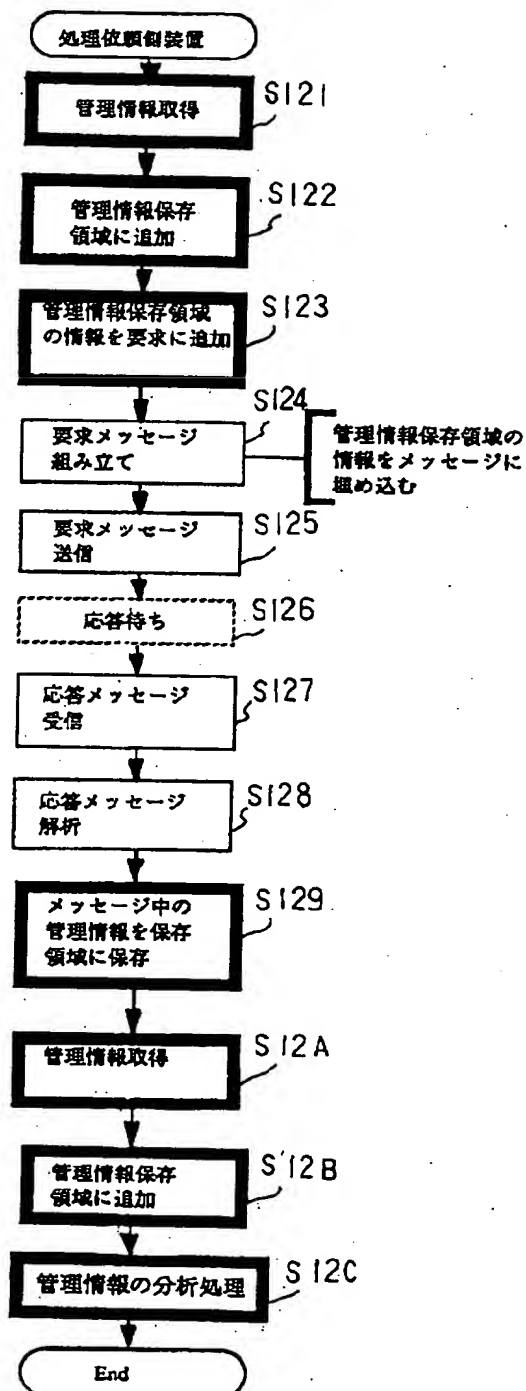 処理依頼側装置
管理情報取得
S121
管理情報保存
領域に追加
S122
管理情報保存領域
の情報を要求に追加
S123
要求メッセージ
組み立て
S124
管理情報保存領域の
情報をメッセージに
埋め込む
要求メッセージ
送信
S125
応答待ち
S126
応答メッセージ
受信
S127
応答メッセージ
解析
S128
メッセージ中の
管理情報を保存
領域に保存
S129
管理情報取得
S12A
管理情報保存
領域に追加
S12B
管理情報の分析処理
S12C
End